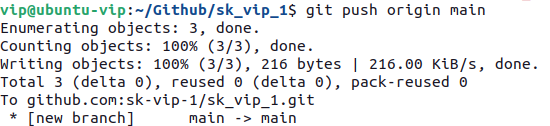 vip@ubuntu-vip:~/Github/sk_vip_1$ git push origin main
Enumerating objects: 3, done.
Counting objects: 100% (3/3), done.
Writing objects: 100% (3/3), 216 bytes | 216.00 KiB/s, done.
Total 3 (delta 0), reused 0 (delta 0), pack-reused 0
To github.com:sk-vip-1/sk_vip_1.git
 * [new branch]      main -> main